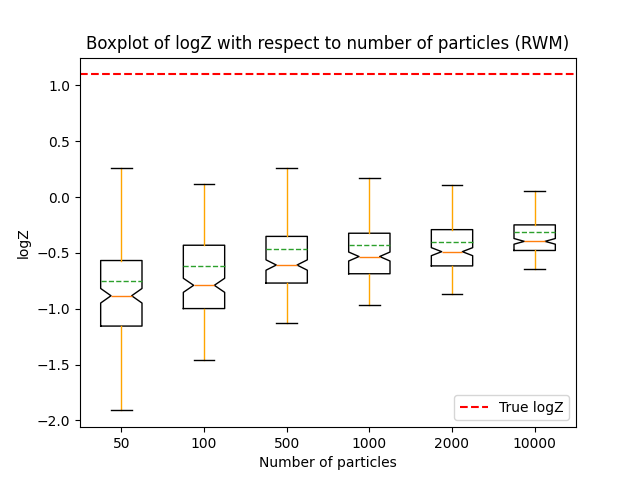 Boxplot of logZ with respect to number of particles (RWM)
logZ
1.0
0.5
0.0
−0.5
−1.0
−1.5
−2.0
50 100 500 1000 2000 10000
Number of particles
True logZ